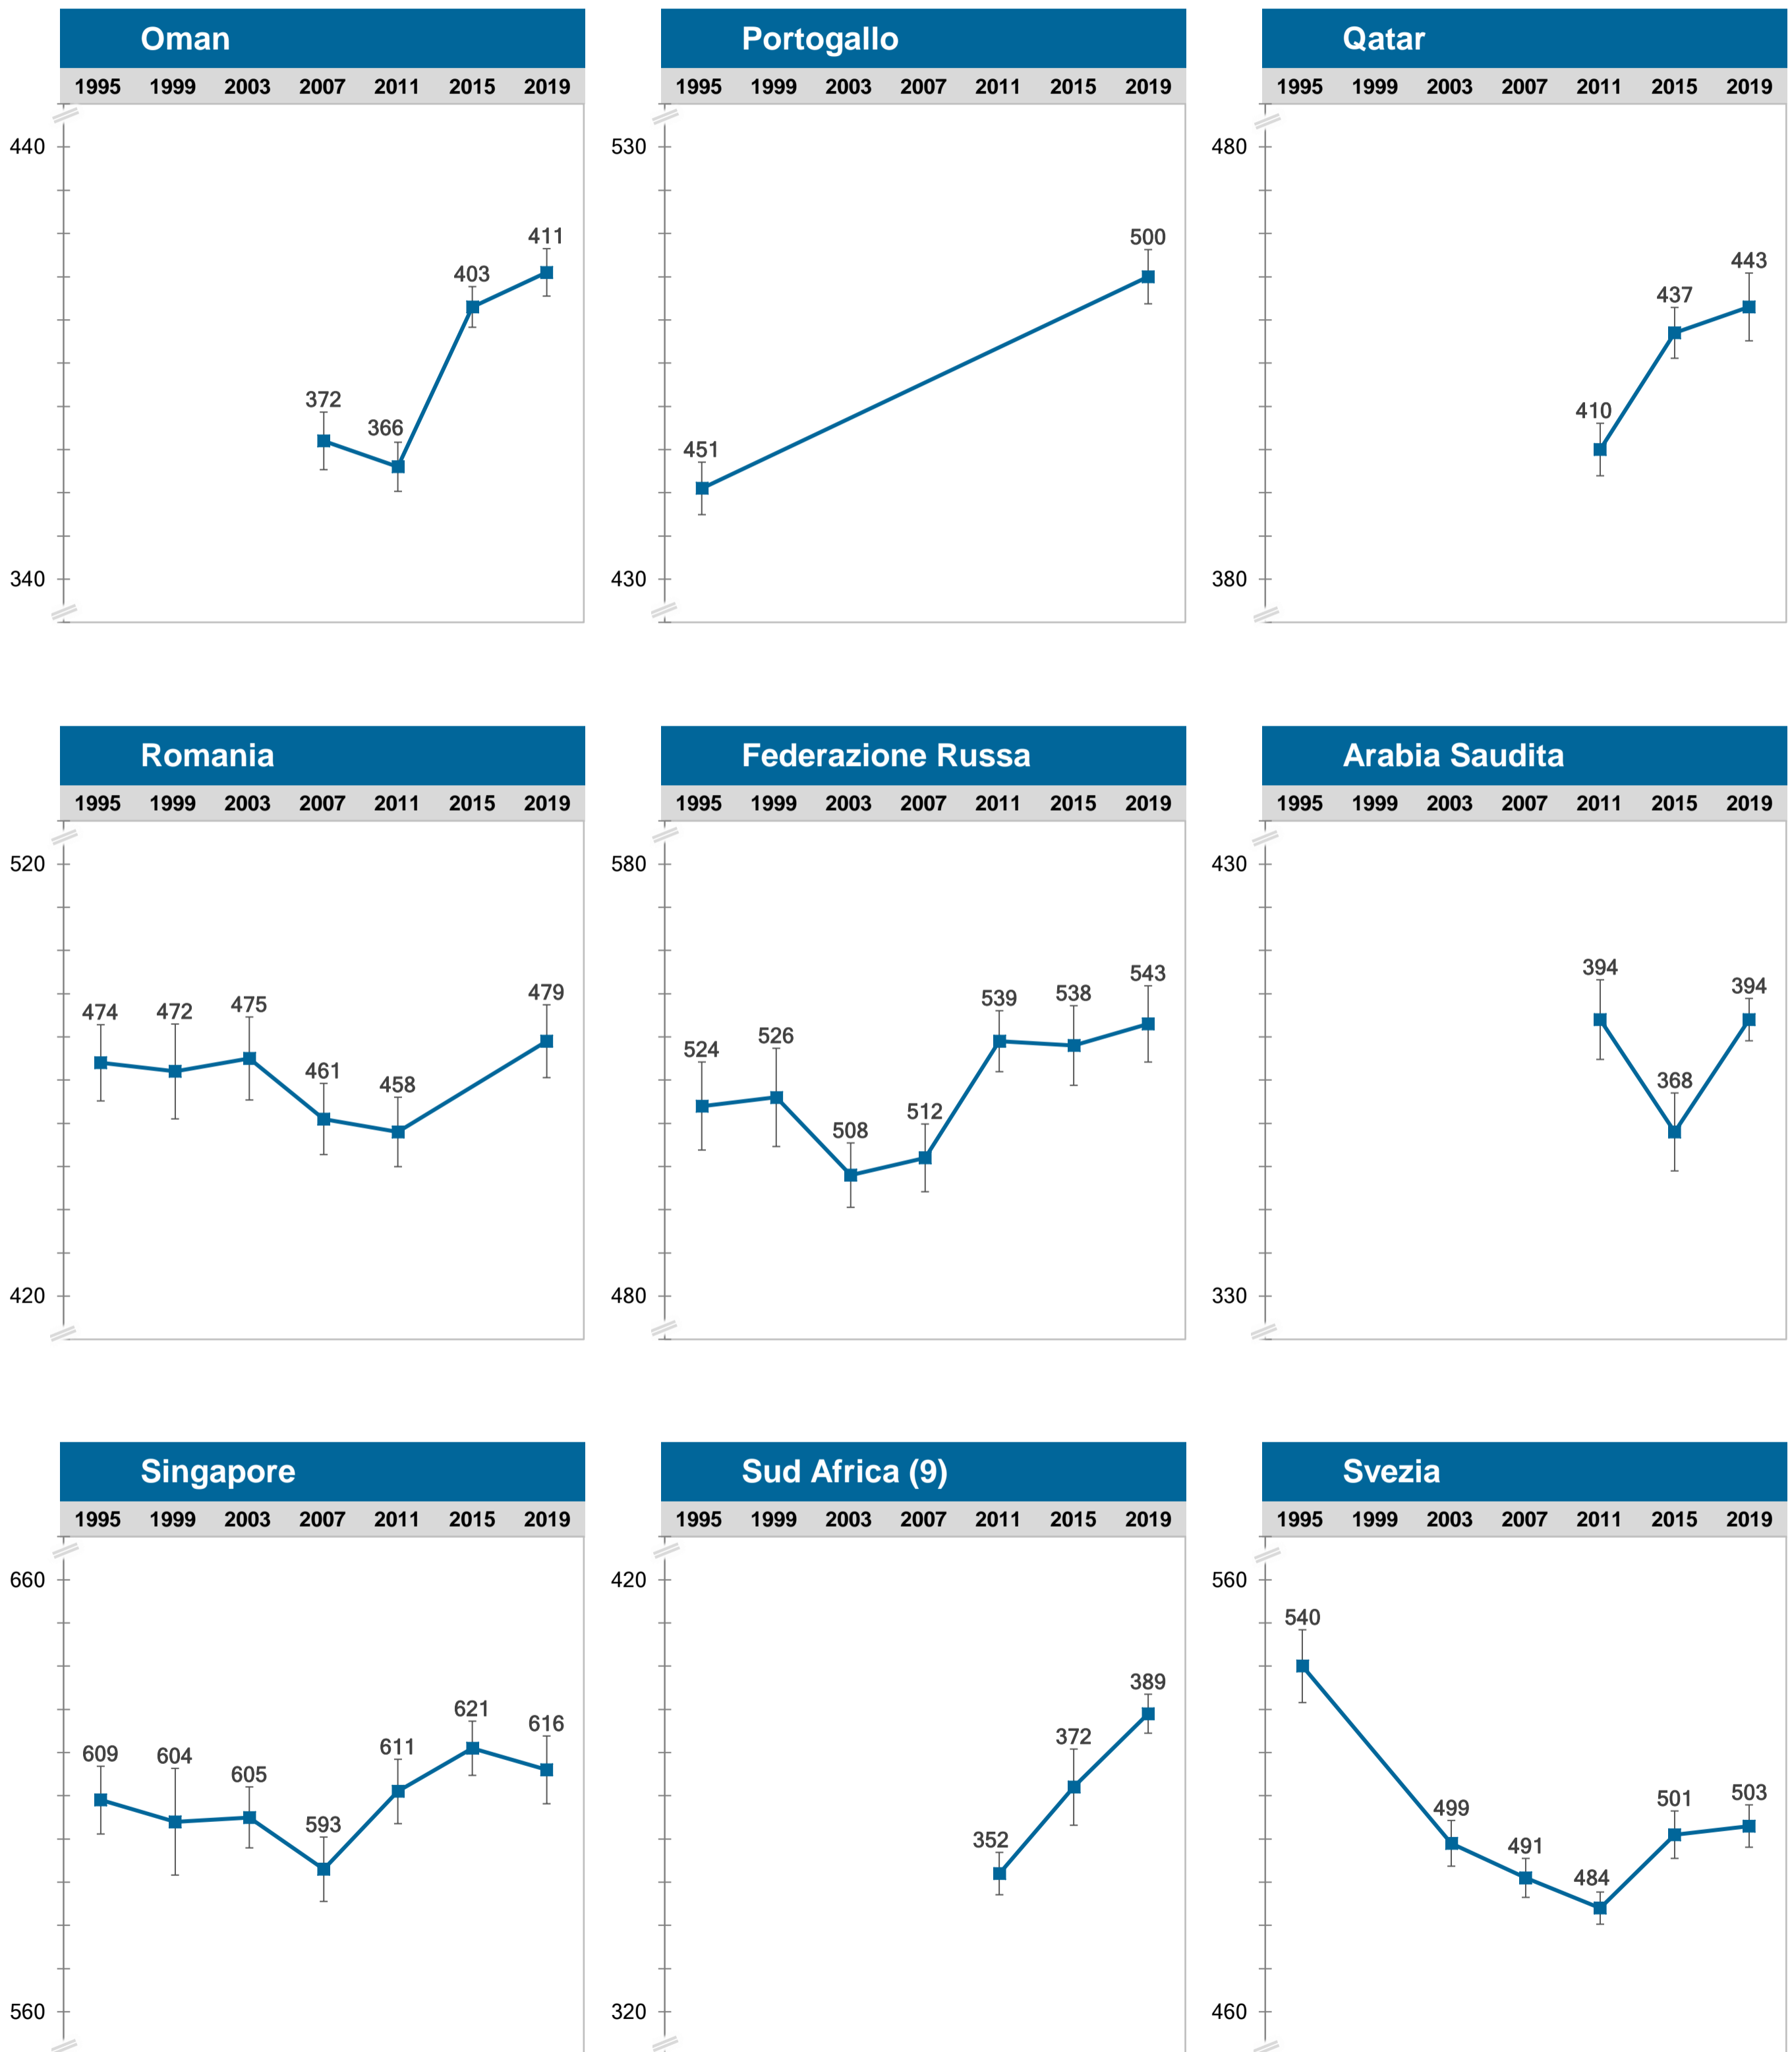 Oman
1995 1999 2003 2007 2011 2015 2019
440
411
403
372
366
340
Portogallo
1995 1999 2003 2007 2011 2015 2019
530
500
451
430
Qatar
1995 1999 2003 2007 2011 2015 2019
480
443
437
410
380
Romania
1995 1999 2003 2007 2011 2015 2019
520
474 472 475 461 458 479
420
Federazione Russa
1995 1999 2003 2007 2011 2015 2019
580
524 526 508 512 539 538 543
480
Arabia Saudita
1995 1999 2003 2007 2011 2015 2019
430
394 368 394
330
Singapore
1995 1999 2003 2007 2011 2015 2019
660
609 604 605 593 611 621 616
560
Sud Africa (9)
1995 1999 2003 2007 2011 2015 2019
420
352 372 389
320
Svezia
1995 1999 2003 2007 2011 2015 2019
560
540 499 491 484 501 503
460